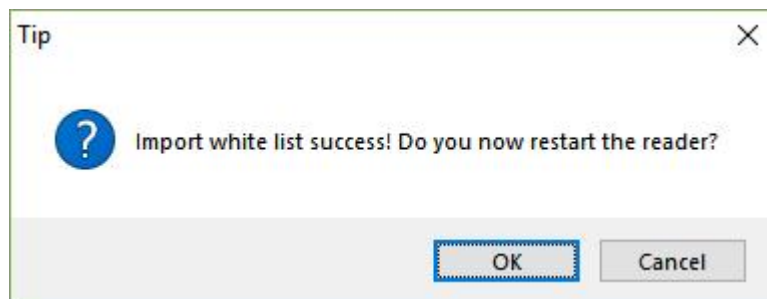 Tip
Import white list success! Do you now restart the reader?
OK
Cancel